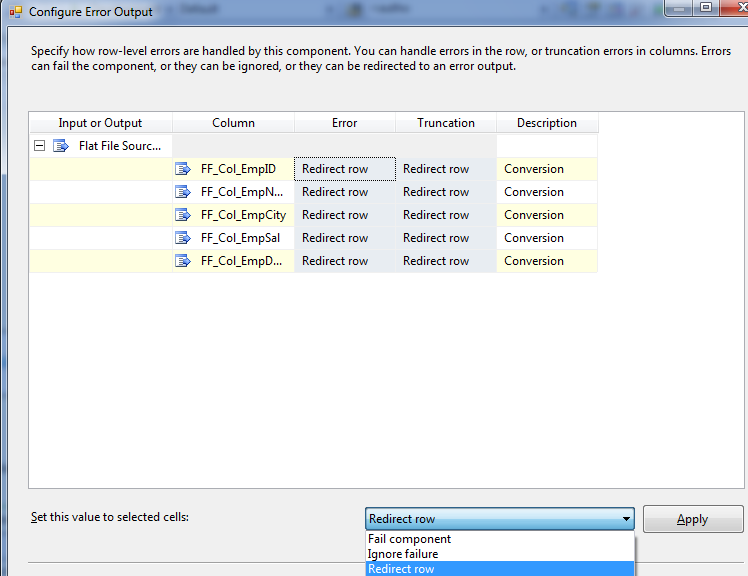 Configure Error Output
Specify how row-level errors are handled by this component. You can handle errors in the row, or truncation errors in columns. Errors
can fail the component, or they can be ignored, or they can be redirected to an error output.
Input or Output Column Error Truncation Description
Flat File Sourc...
FF_Col_EmpID Redirect row Redirect row Conversion
FF_Col_EmpN... Redirect row Redirect row Conversion
FF_Col_EmpCity Redirect row Redirect row Conversion
FF_Col_EmpSal Redirect row Redirect row Conversion
FF_Col_EmpD... Redirect row Redirect row Conversion
Set this value to selected cells: Redirect row Apply
Fail component
Ignore failure
Redirect row